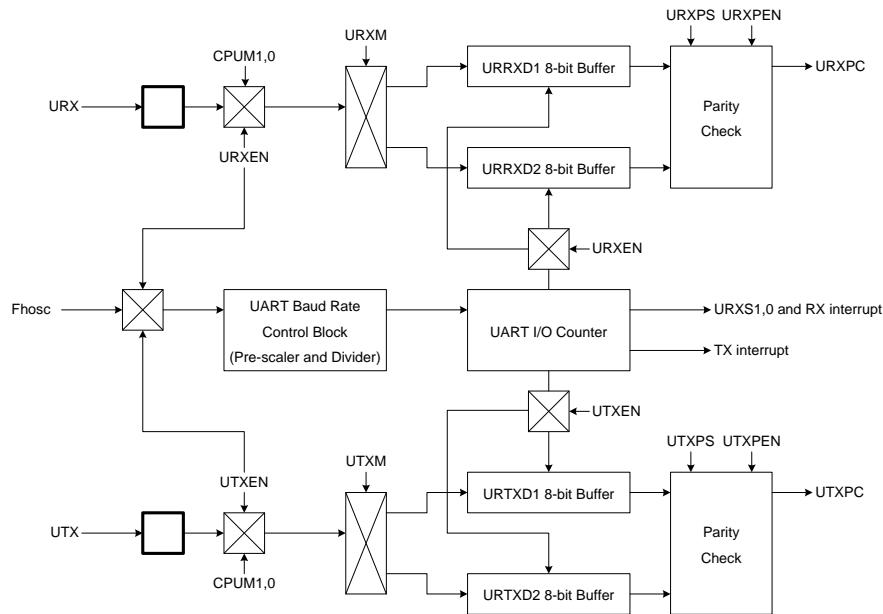 URXPS URXPEN
URXM
CPUM1,0
URRXD1 8-bit Buffer
URXPC
URX
Parity
Check
URXEN
URRXD2 8-bit Buffer
URXEN
Fhosc
UART Baud Rate
Control Block
(Pre-scaler and Divider)
UART I/O Counter
URXS1,0 and RX interrupt
TX interrupt
UTXEN
UTXPS UTXPEN
UTXM
UTXEN
URTXD1 8-bit Buffer
UTXPC
UTX
Parity
Check
CPUM1,0
URTXD2 8-bit Buffer